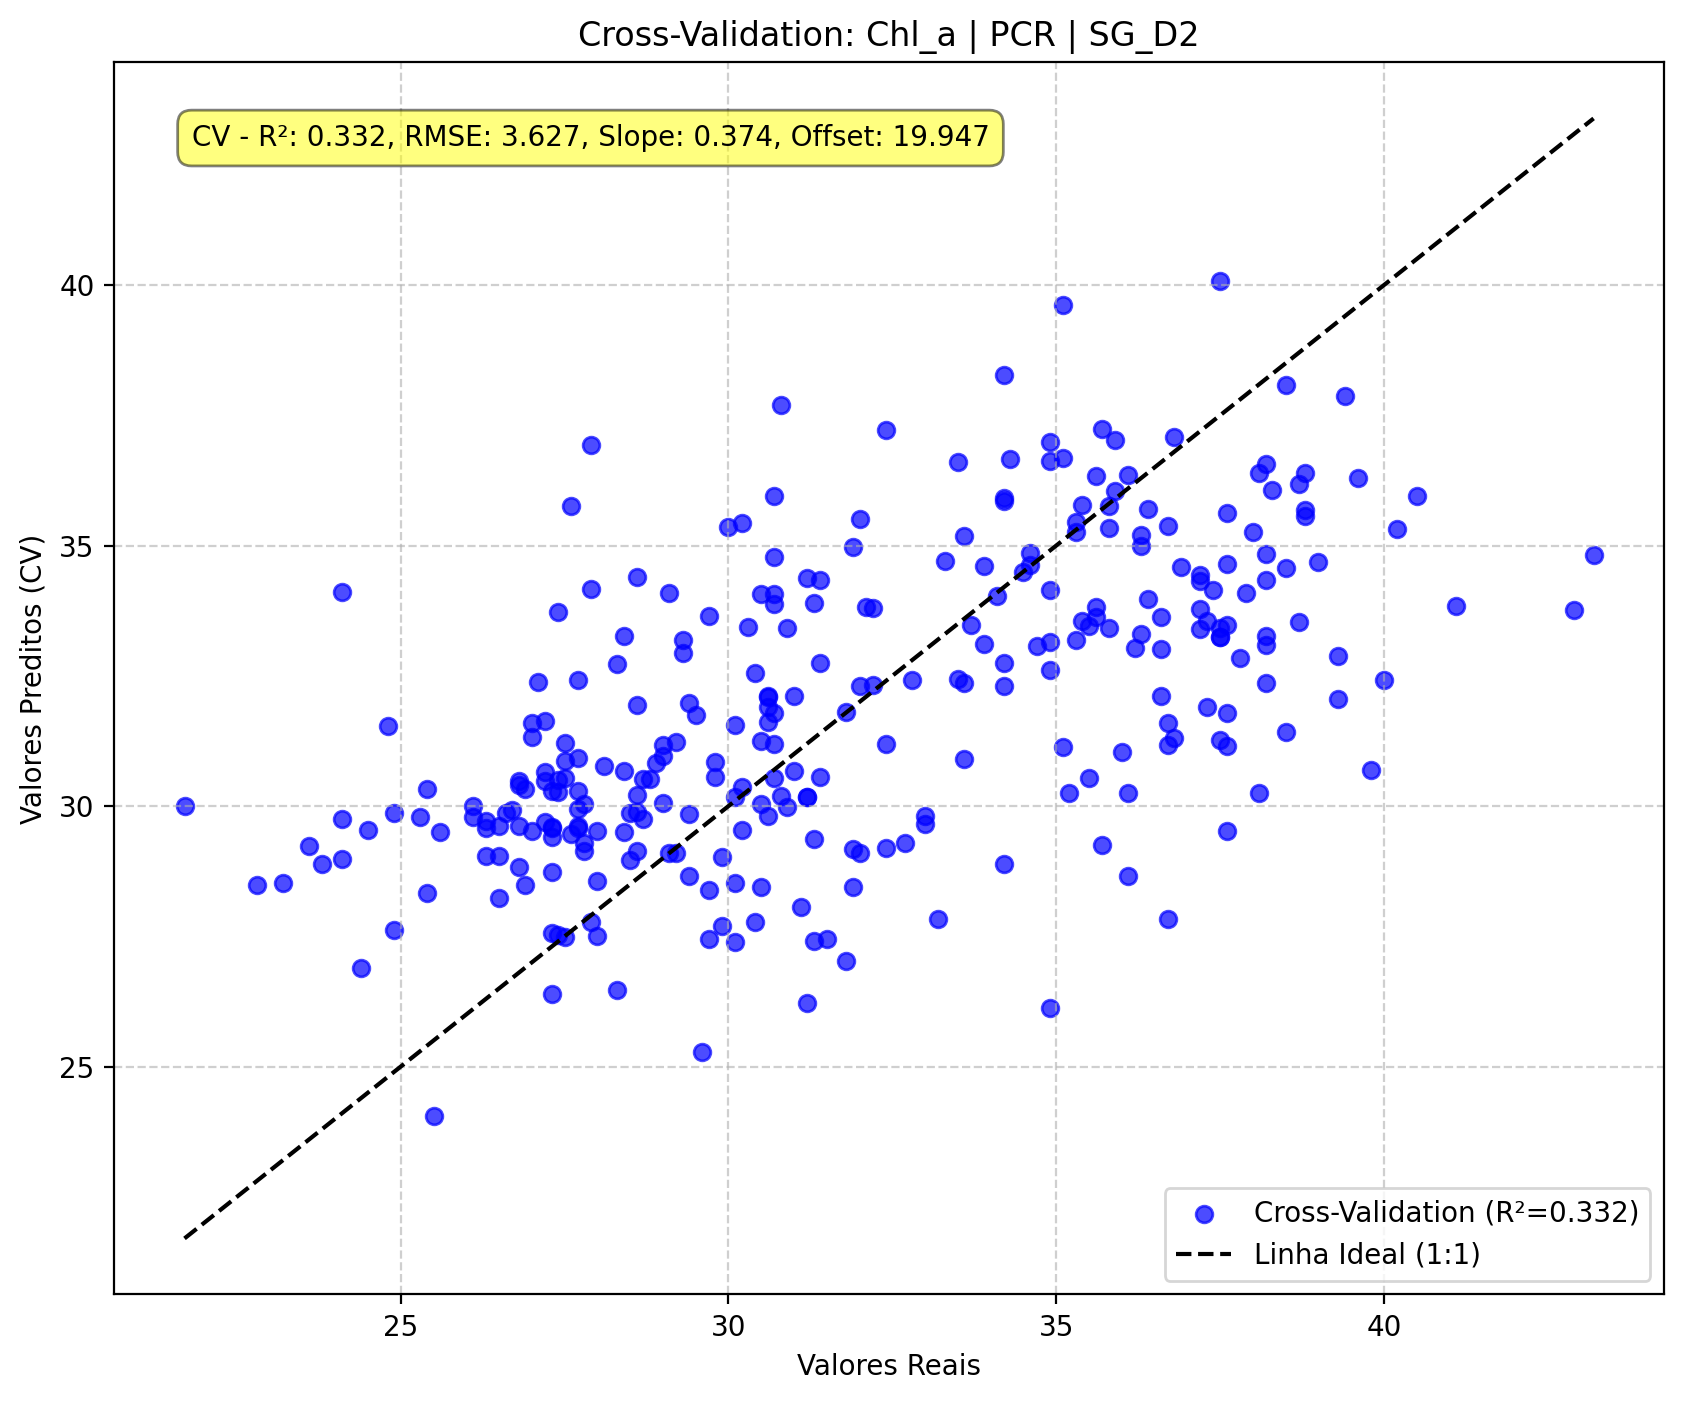 Cross-Validation: Chl_a | PCR | SG_D2
CV - R²: 0.332, RMSE: 3.627, Slope: 0.374, Offset: 19.947
Valores Preditos (CV)
40
35
30
25
Cross-Validation (R²=0.332)
Linha Ideal (1:1)
25 30 35 40
Valores Reais